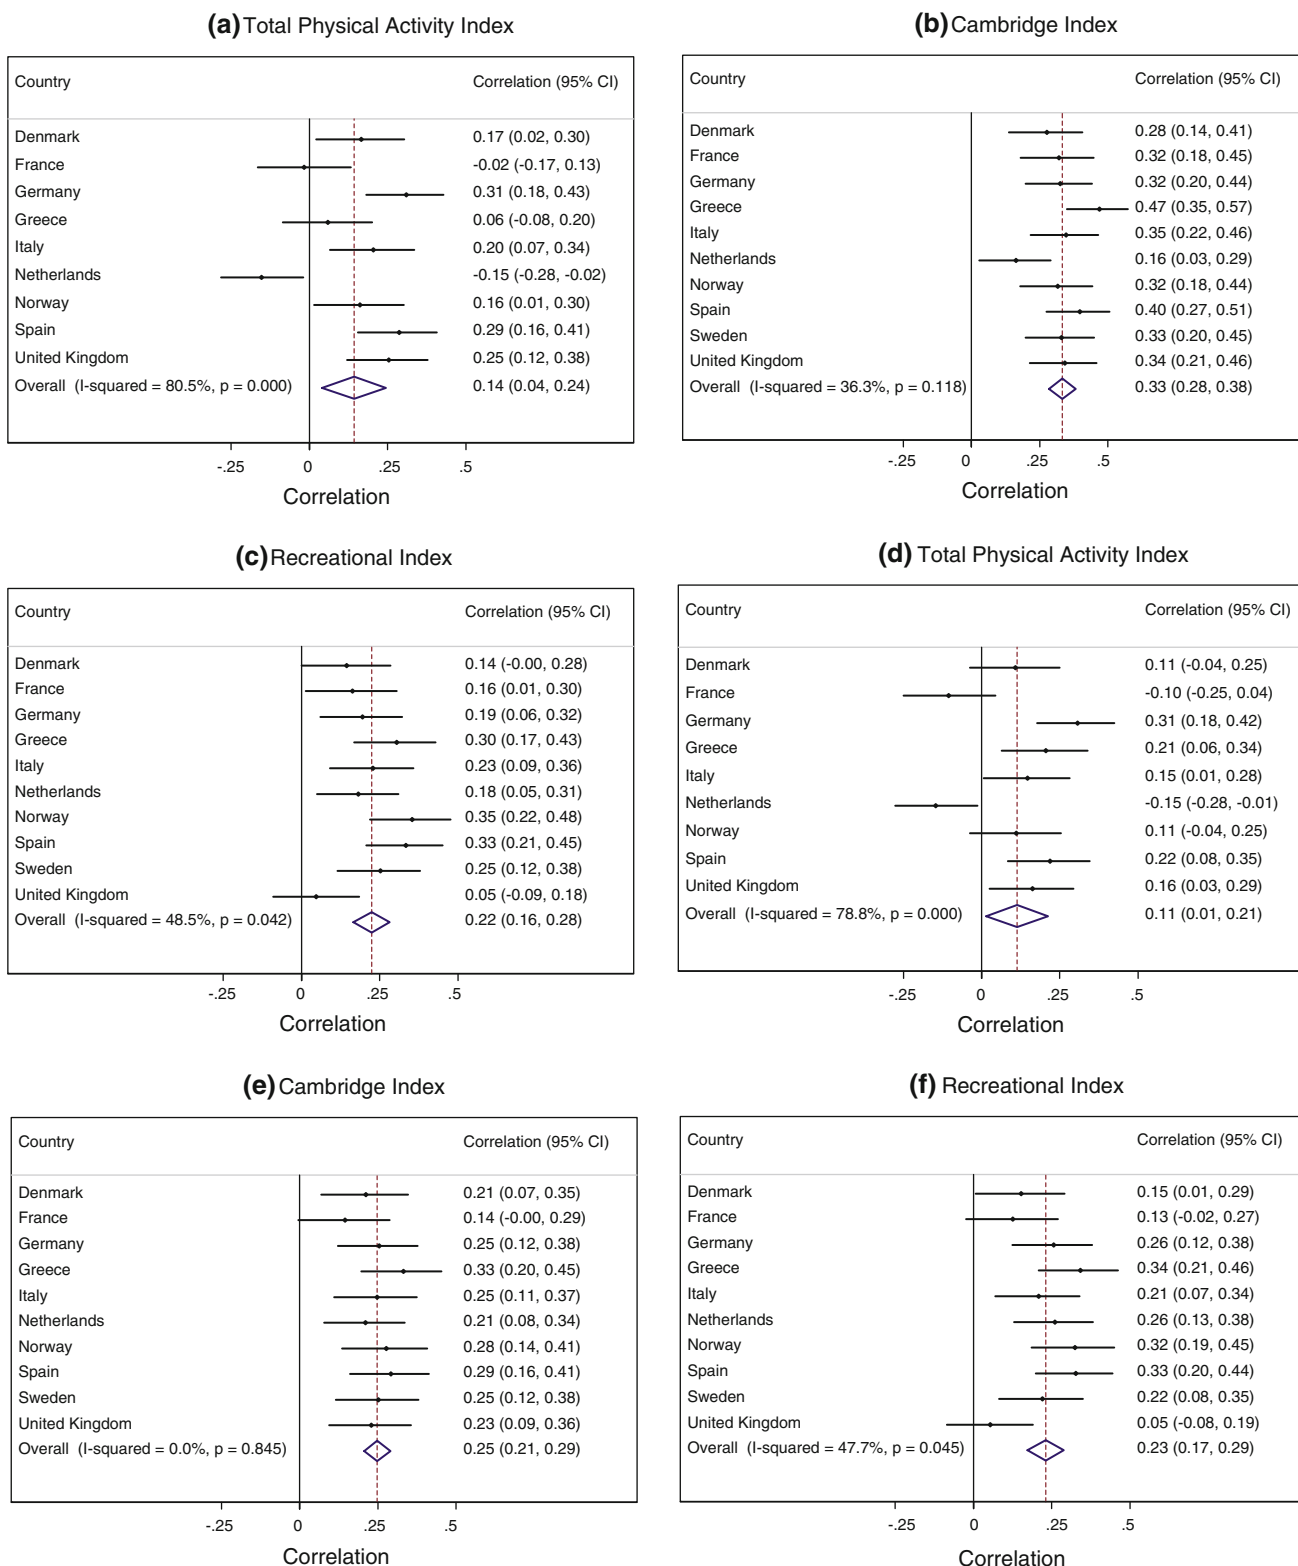 (a) Total Physical Activity Index
Country Correlation (95% CI)
Denmark 0.17 (0.02, 0.30)
France -0.02 (-0.17, 0.13)
Germany 0.31 (0.18, 0.43)
Greece 0.06 (-0.08, 0.20)
Italy 0.20 (0.07, 0.34)
Netherlands -0.15 (-0.28, -0.02)
Norway 0.16 (0.01, 0.30)
Spain 0.29 (0.16, 0.41)
United Kingdom 0.25 (0.12, 0.38)
Overall (I-squared = 80.5%, p = 0.000) 0.14 (0.04, 0.24)
-.25 0 .25 .5
Correlation
(b) Cambridge Index
Country Correlation (95% CI)
Denmark 0.28 (0.14, 0.41)
France 0.32 (0.18, 0.45)
Germany 0.32 (0.20, 0.44)
Greece 0.47 (0.35, 0.57)
Italy 0.35 (0.22, 0.46)
Netherlands 0.16 (0.03, 0.29)
Norway 0.32 (0.18, 0.44)
Spain 0.40 (0.27, 0.51)
Sweden 0.33 (0.20, 0.45)
United Kingdom 0.34 (0.21, 0.46)
Overall (I-squared = 36.3%, p = 0.118) 0.33 (0.28, 0.38)
-.25 0 .25 .5
Correlation
(c) Recreational Index
Country Correlation (95% CI)
Denmark 0.14 (-0.00, 0.28)
France 0.16 (0.01, 0.30)
Germany 0.19 (0.06, 0.32)
Greece 0.30 (0.17, 0.43)
Italy 0.23 (0.09, 0.36)
Netherlands 0.18 (0.05, 0.31)
Norway 0.35 (0.22, 0.48)
Spain 0.33 (0.21, 0.45)
Sweden 0.25 (0.12, 0.38)
United Kingdom 0.05 (-0.09, 0.18)
Overall (I-squared = 48.5%, p = 0.042) 0.22 (0.16, 0.28)
-.25 0 .25 .5
Correlation
(d) Total Physical Activity Index
Country Correlation (95% CI)
Denmark 0.11 (-0.04, 0.25)
France -0.10 (-0.25, 0.04)
Germany 0.31 (0.18, 0.42)
Greece 0.21 (0.06, 0.34)
Italy 0.15 (0.01, 0.28)
Netherlands -0.15 (-0.28, -0.01)
Norway 0.11 (-0.04, 0.25)
Spain 0.22 (0.08, 0.35)
United Kingdom 0.16 (0.03, 0.29)
Overall (I-squared = 78.8%, p = 0.000) 0.11 (0.01, 0.21)
-.25 0 .25 .5
Correlation
(e) Cambridge Index
Country Correlation (95% CI)
Denmark 0.21 (0.07, 0.35)
France 0.14 (-0.00, 0.29)
Germany 0.25 (0.12, 0.38)
Greece 0.33 (0.20, 0.45)
Italy 0.25 (0.11, 0.37)
Netherlands 0.21 (0.08, 0.34)
Norway 0.28 (0.14, 0.41)
Spain 0.29 (0.16, 0.41)
Sweden 0.25 (0.12, 0.38)
United Kingdom 0.23 (0.09, 0.36)
Overall (I-squared = 0.0%, p = 0.845) 0.25 (0.21, 0.29)
-.25 0 .25 .5
Correlation
(f) Recreational Index
Country Correlation (95% CI)
Denmark 0.15 (0.01, 0.29)
France 0.13 (-0.02, 0.27)
Germany 0.26 (0.12, 0.38)
Greece 0.34 (0.21, 0.46)
Italy 0.21 (0.07, 0.34)
Netherlands 0.26 (0.13, 0.38)
Norway 0.32 (0.19, 0.45)
Spain 0.33 (0.20, 0.44)
Sweden 0.22 (0.08, 0.35)
United Kingdom 0.05 (-0.08, 0.19)
Overall (I-squared = 47.7%, p = 0.045) 0.23 (0.17, 0.29)
-.25 0 .25 .5
Correlation